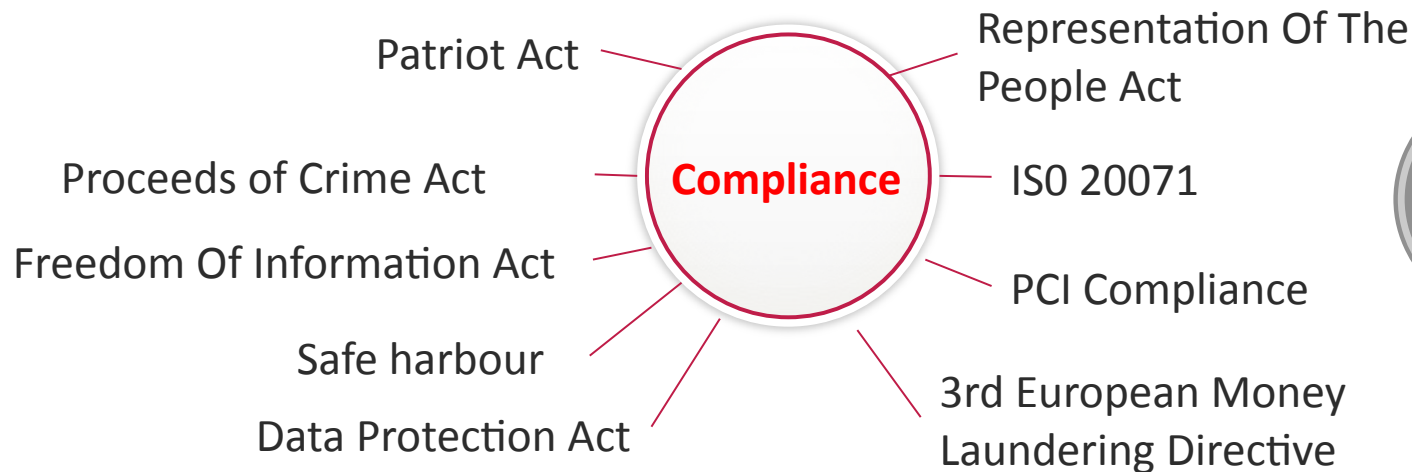 Patriot Act
Representation Of The
People Act
Proceeds of Crime Act
Compliance
IS0 20071
Freedom Of Information Act
PCI Compliance
Safe harbour
3rd European Money
Laundering Directive
Data Protection Act